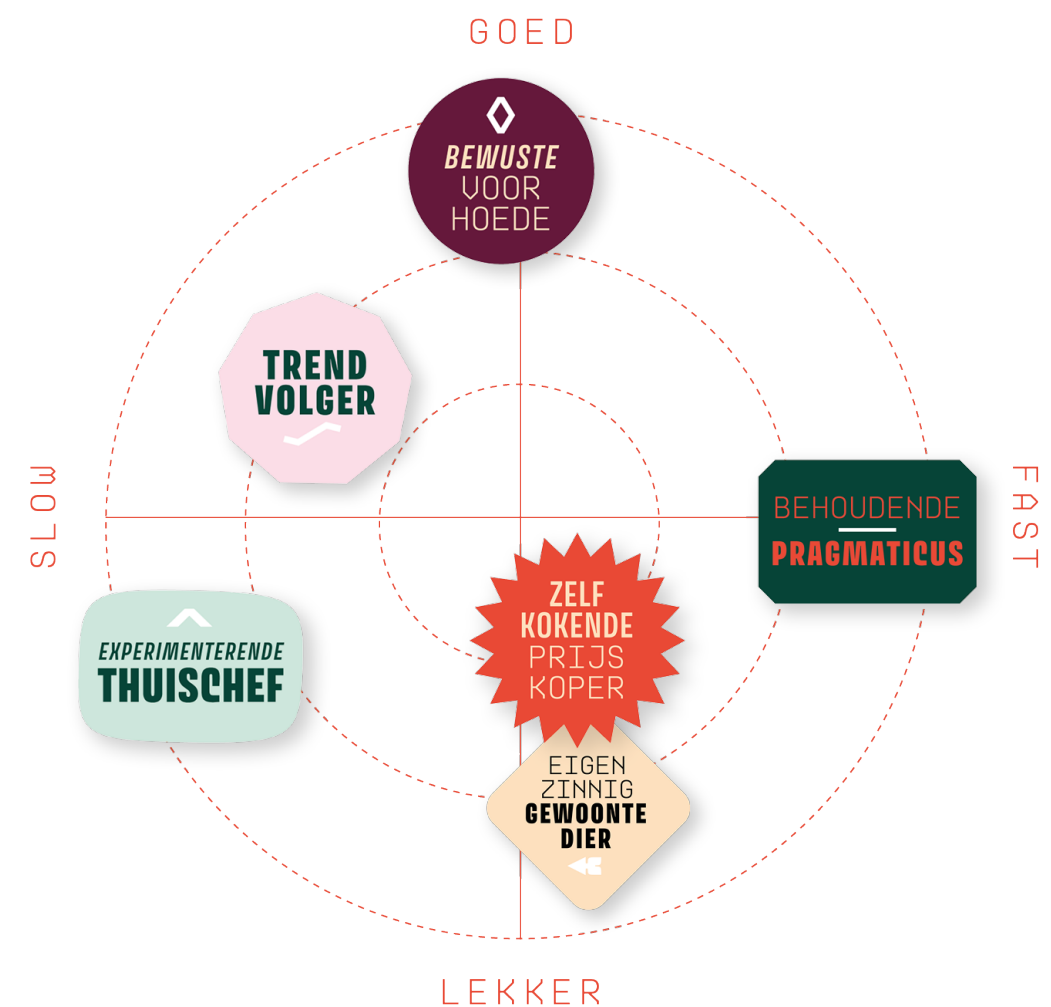 GOED
BEWUSTE
VOOR
HOEDE
TREND
VOLGER
SLOW
FAST
BEHOUDENDE
PRAGMATICUS
ZELF
KOKENDE
PRIJS
KOPER
EXPERIMENTERENDE
THUISCHEF
EIGEN
ZINNIG
GEWOONTE
DIER
LEKKER